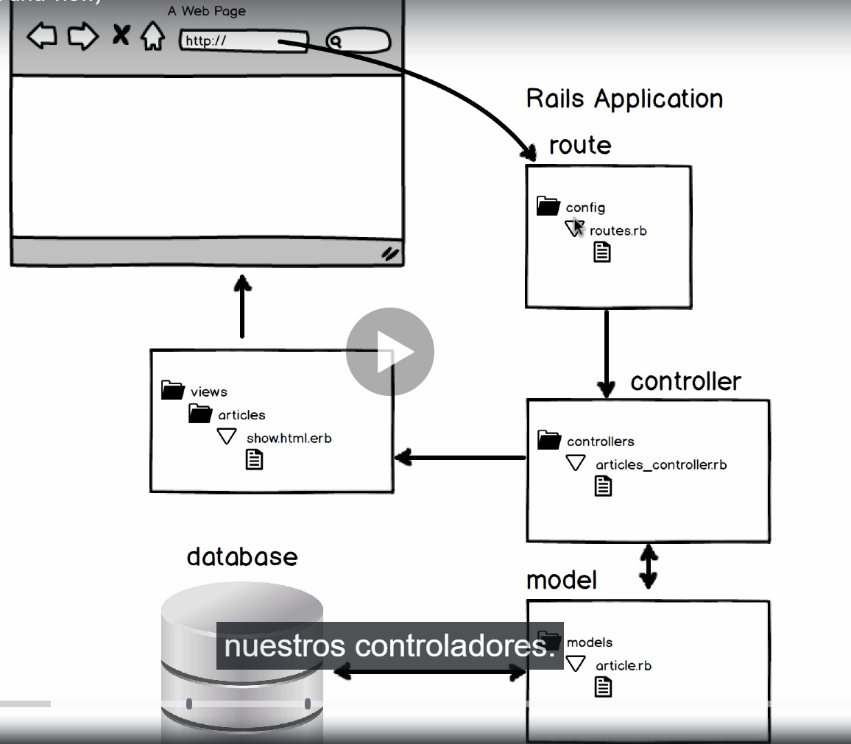 A Web Page
http://
Rails Application
route
config
routes.rb
controller
controllers
articles_controller.rb
views
articles
show.html.erb
database
model
models
article.rb
nuestros controladores.